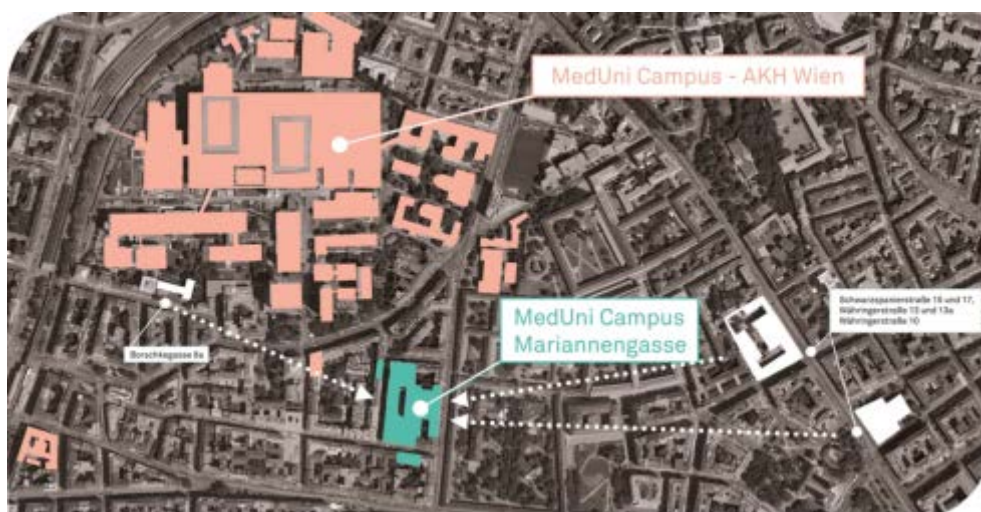 MedUni Campus - AKH Wien
MedUni Campus
Mariannengasse
Borschkegasse 8a
Schwarzspanierstraße 15 und 17,
Währingerstraße 13 und 13a
Währingerstraße 10